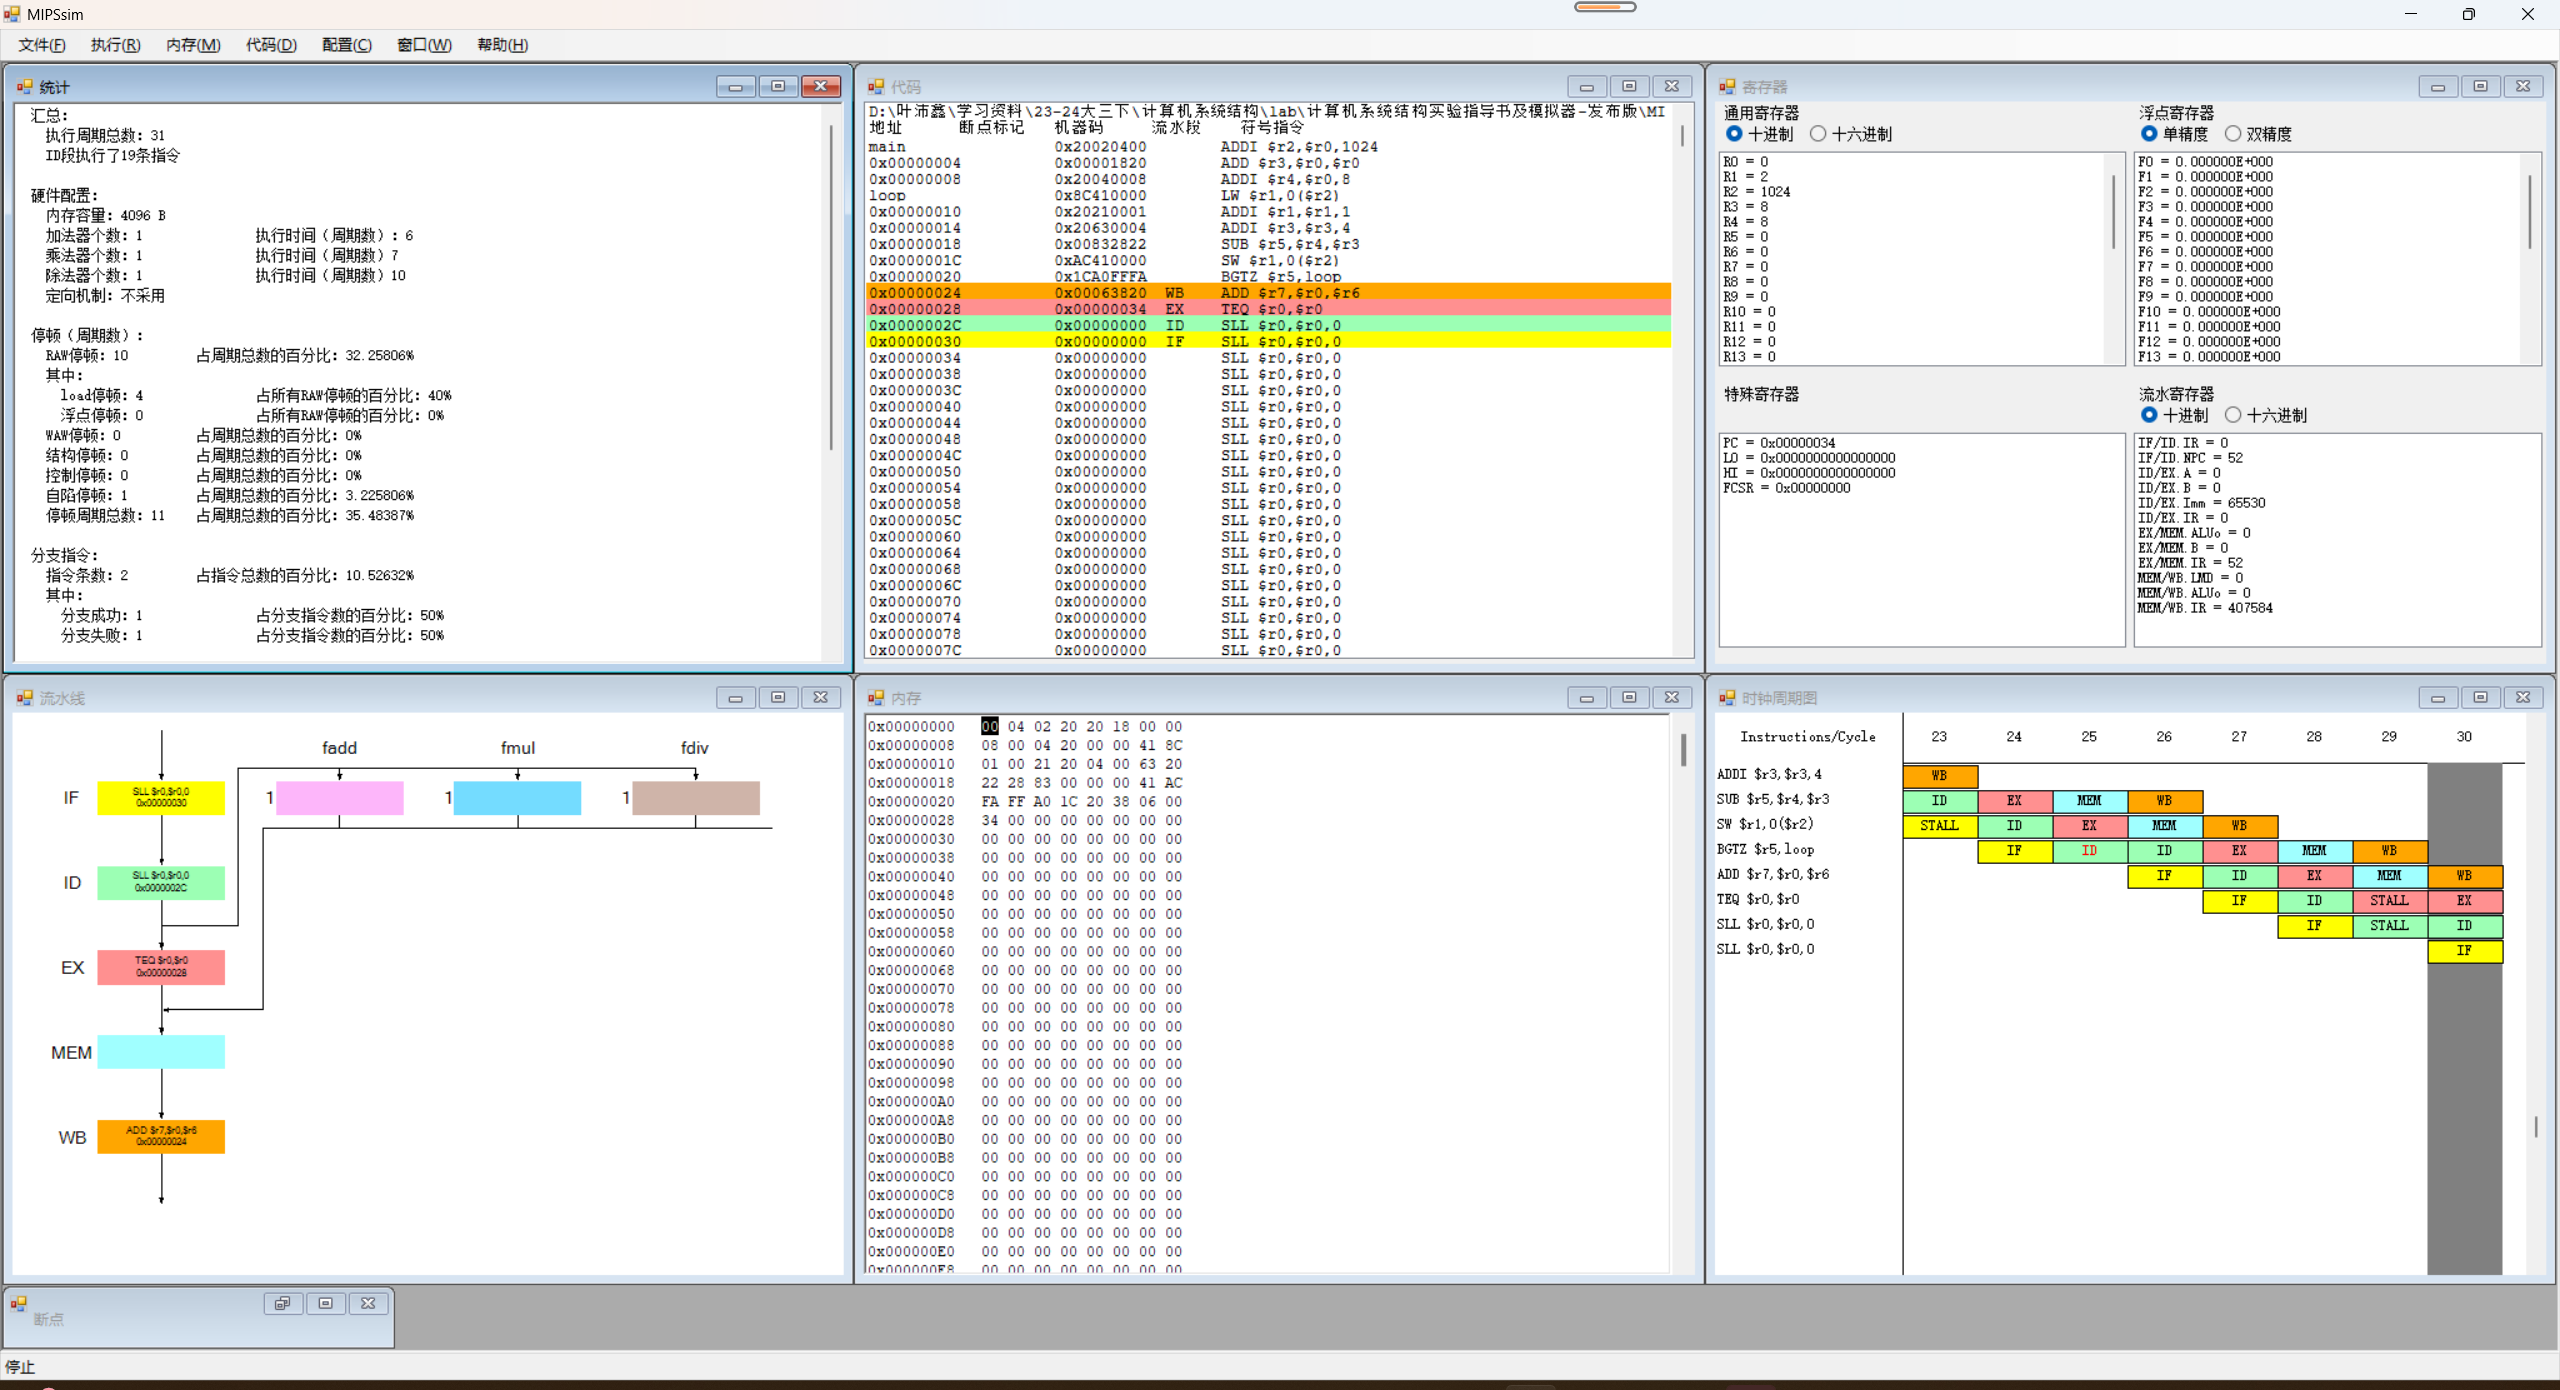 MIPSsim
文件(F) 执行(R) 内存(M) 代码(D) 配置(C) 窗口(W) 帮助(H)
统计
汇总:
执行周期总数: 31
ID段执行了19条指令
硬件配置:
内存容量: 4096 B
加法器个数: 1 执行时间(周期数): 6
乘法器个数: 1 执行时间(周期数) 7
除法器个数: 1 执行时间(周期数) 10
定向机制: 不采用
停顿(周期数):
RAW停顿: 10 占周期总数的百分比: 32.25806%
其中:
load停顿: 4 占所有RAW停顿的百分比: 40%
浮点停顿: 0 占所有RAW停顿的百分比: 0%
WAW停顿: 0 占周期总数的百分比: 0%
结构停顿: 0 占周期总数的百分比: 0%
控制停顿: 0 占周期总数的百分比: 0%
自陷停顿: 1 占周期总数的百分比: 3.225806%
停顿周期总数: 11 占周期总数的百分比: 35.48387%
分支指令:
指令条数: 2 占指令总数的百分比: 10.52632%
其中:
分支成功: 1 占分支指令数的百分比: 50%
分支失败: 1 占分支指令数的百分比: 50%
代码
D:\叶沛鑫\学习资料\23-24大三下\计算机系统结构\lab\计算机系统结构实验指导书及模拟器-发布版\MI
地址 断点标记 机器码 流水段 符号指令
main 0x20020400 ADDI $r2,$r0,1024
0x00000004 0x00001820 ADD $r3,$r0,$r0
0x00000008 0x20040008 ADDI $r4,$r0,8
loop 0x8C410000 LW $r1,0($r2)
0x00000010 0x20210001 ADDI $r1,$r1,1
0x00000014 0x20630004 ADDI $r3,$r3,4
0x00000018 0x00832822 SUB $r5,$r4,$r3
0x0000001C 0xAC410000 SW $r1,0($r2)
0x00000020 0x1CA0FFFA BGTZ $r5,loop
0x00000024 0x00063820 WB ADD $r7,$r0,$r6
0x00000028 0x00000034 EX TEQ $r0,$r0
0x0000002C 0x00000000 ID SLL $r0,$r0,0
0x00000030 0x00000000 IF SLL $r0,$r0,0
0x00000034 0x00000000 SLL $r0,$r0,0
0x00000038 0x00000000 SLL $r0,$r0,0
0x0000003C 0x00000000 SLL $r0,$r0,0
0x00000040 0x00000000 SLL $r0,$r0,0
0x00000044 0x00000000 SLL $r0,$r0,0
0x00000048 0x00000000 SLL $r0,$r0,0
0x0000004C 0x00000000 SLL $r0,$r0,0
0x00000050 0x00000000 SLL $r0,$r0,0
0x00000054 0x00000000 SLL $r0,$r0,0
0x00000058 0x00000000 SLL $r0,$r0,0
0x0000005C 0x00000000 SLL $r0,$r0,0
0x00000060 0x00000000 SLL $r0,$r0,0
0x00000064 0x00000000 SLL $r0,$r0,0
0x00000068 0x00000000 SLL $r0,$r0,0
0x0000006C 0x00000000 SLL $r0,$r0,0
0x00000070 0x00000000 SLL $r0,$r0,0
0x00000074 0x00000000 SLL $r0,$r0,0
0x00000078 0x00000000 SLL $r0,$r0,0
0x0000007C 0x00000000 SLL $r0,$r0,0
寄存器
通用寄存器
十进制 十六进制
R0 = 0
R1 = 2
R2 = 1024
R3 = 8
R4 = 8
R5 = 0
R6 = 0
R7 = 0
R8 = 0
R9 = 0
R10 = 0
R11 = 0
R12 = 0
R13 = 0
浮点寄存器
单精度 双精度
F0 = 0.000000E+000
F1 = 0.000000E+000
F2 = 0.000000E+000
F3 = 0.000000E+000
F4 = 0.000000E+000
F5 = 0.000000E+000
F6 = 0.000000E+000
F7 = 0.000000E+000
F8 = 0.000000E+000
F9 = 0.000000E+000
F10 = 0.000000E+000
F11 = 0.000000E+000
F12 = 0.000000E+000
F13 = 0.000000E+000
特殊寄存器
PC = 0x00000034
LO = 0x0000000000000000
HI = 0x0000000000000000
FCSR = 0x00000000
流水寄存器
十进制 十六进制
IF/ID.IR = 0
IF/ID.NPC = 52
ID/EX.A = 0
ID/EX.B = 0
ID/EX.Imm = 65530
ID/EX.IR = 0
EX/MEM.ALUo = 0
EX/MEM.B = 0
EX/MEM.IR = 52
MEM/WB.LMD = 0
MEM/WB.ALUo = 0
MEM/WB.IR = 407584
流水线
fadd fmul fdiv
IF SLL $r0,$r0,0
0x00000030
1 1 1
ID SLL $r0,$r0,0
0x0000002C
EX TEQ $r0,$r0
0x00000028
MEM
WB ADD $r7,$r0,$r6
0x00000024
内存
0x00000000 00 04 02 20 20 18 00 00
0x00000008 08 00 04 20 00 00 41 8C
0x00000010 01 00 21 20 04 00 63 20
0x00000018 22 28 83 00 00 00 41 AC
0x00000020 FA FF A0 1C 20 38 06 00
0x00000028 34 00 00 00 00 00 00 00
0x00000030 00 00 00 00 00 00 00 00
0x00000038 00 00 00 00 00 00 00 00
0x00000040 00 00 00 00 00 00 00 00
0x00000048 00 00 00 00 00 00 00 00
0x00000050 00 00 00 00 00 00 00 00
0x00000058 00 00 00 00 00 00 00 00
0x00000060 00 00 00 00 00 00 00 00
0x00000068 00 00 00 00 00 00 00 00
0x00000070 00 00 00 00 00 00 00 00
0x00000078 00 00 00 00 00 00 00 00
0x00000080 00 00 00 00 00 00 00 00
0x00000088 00 00 00 00 00 00 00 00
0x00000090 00 00 00 00 00 00 00 00
0x00000098 00 00 00 00 00 00 00 00
0x000000A0 00 00 00 00 00 00 00 00
0x000000A8 00 00 00 00 00 00 00 00
0x000000B0 00 00 00 00 00 00 00 00
0x000000B8 00 00 00 00 00 00 00 00
0x000000C0 00 00 00 00 00 00 00 00
0x000000C8 00 00 00 00 00 00 00 00
0x000000D0 00 00 00 00 00 00 00 00
0x000000D8 00 00 00 00 00 00 00 00
0x000000E0 00 00 00 00 00 00 00 00
0x000000E8 00 00 00 00 00 00 00 00
时钟周期图
Instructions/Cycle 23 24 25 26 27 28 29 30
ADDI $r3,$r3,4 WB
SUB $r5,$r4,$r3 ID EX MEM WB
SW $r1,0($r2) STALL ID EX MEM WB
BGTZ $r5,loop IF ID ID EX MEM WB
ADD $r7,$r0,$r6 IF ID EX MEM WB
TEQ $r0,$r0 IF ID STALL EX
SLL $r0,$r0,0 IF STALL ID
SLL $r0,$r0,0 IF
断点
停止